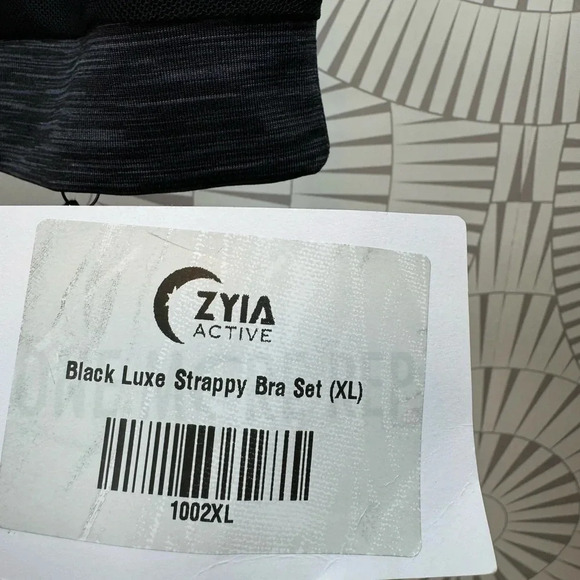 ZYIA
ACTIVE
Black Luxe Strappy Bra Set (XL)
1002XL